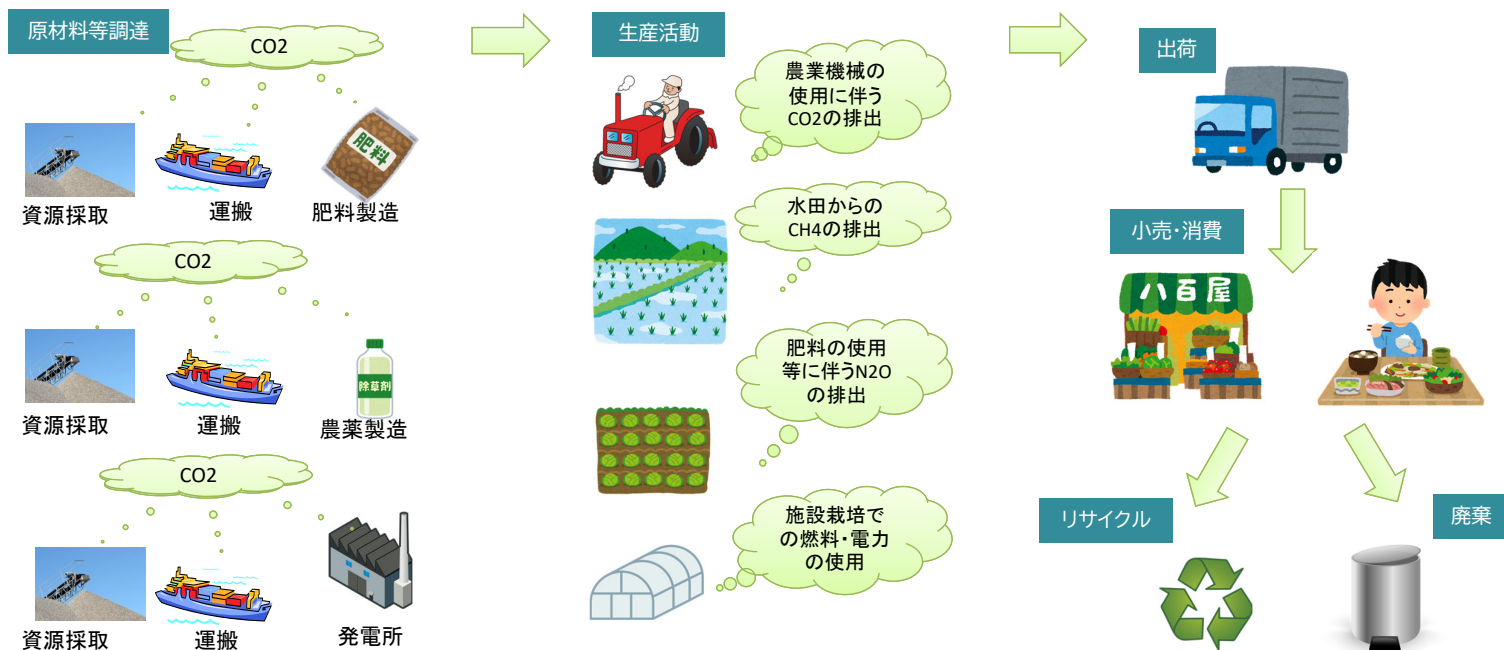 原材料等調達
CO2
肥料
資源採取
運搬
肥料製造
CO2
除草剤
資源採取
運搬
農薬製造
CO2
資源採取
運搬
発電所
生産活動
農業機械の
使用に伴う
CO2の排出
水田からの
CH4の排出
肥料の使用
等に伴うN2O
の排出
施設栽培で
の燃料・電力
の使用
出荷
小売・消費
八百屋
リサイクル
廃棄